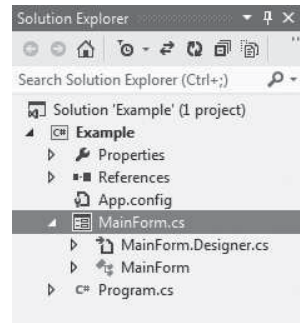 Solution Explorer
Search Solution Explorer (Ctrl+;)
Solution 'Example' (1 project)
C# Example
Properties
References
App.config
MainForm.cs
MainForm.Designer.cs
MainForm
C# Program.cs